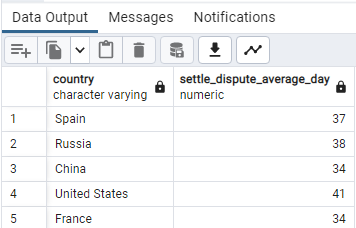 Data Output Messages Notifications
country settle_dispute_average_day
character varying numeric
1 Spain 37
2 Russia 38
3 China 34
4 United States 41
5 France 34